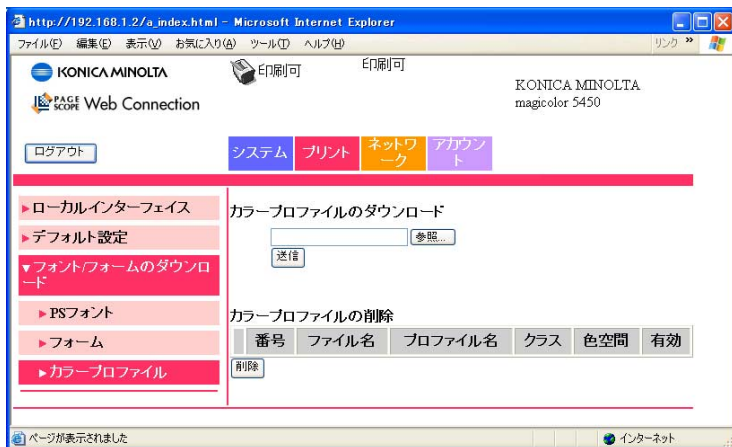 http://192.168.1.2/a_index.html - Microsoft Internet Explorer
ファイル(F) 編集(E) 表示(V) お気に入り(A) ツール(T) ヘルプ(H) リンク »
KONICA MINOLTA
印刷可
印刷可
KONICA MINOLTA
magicolor 5450
PAGE SCOPE Web Connection
ログアウト
システム
プリント
ネットワ
ーク
アカウン
ト
ローカルインターフェイス
デフォルト設定
フォント/フォームのダウンロ
ード
PSフォント
フォーム
カラープロファイル
カラープロファイルのダウンロード
参照...
送信
カラープロファイルの削除
番号 ファイル名 プロファイル名 クラス 色空間 有効
削除
ページが表示されました
インターネット